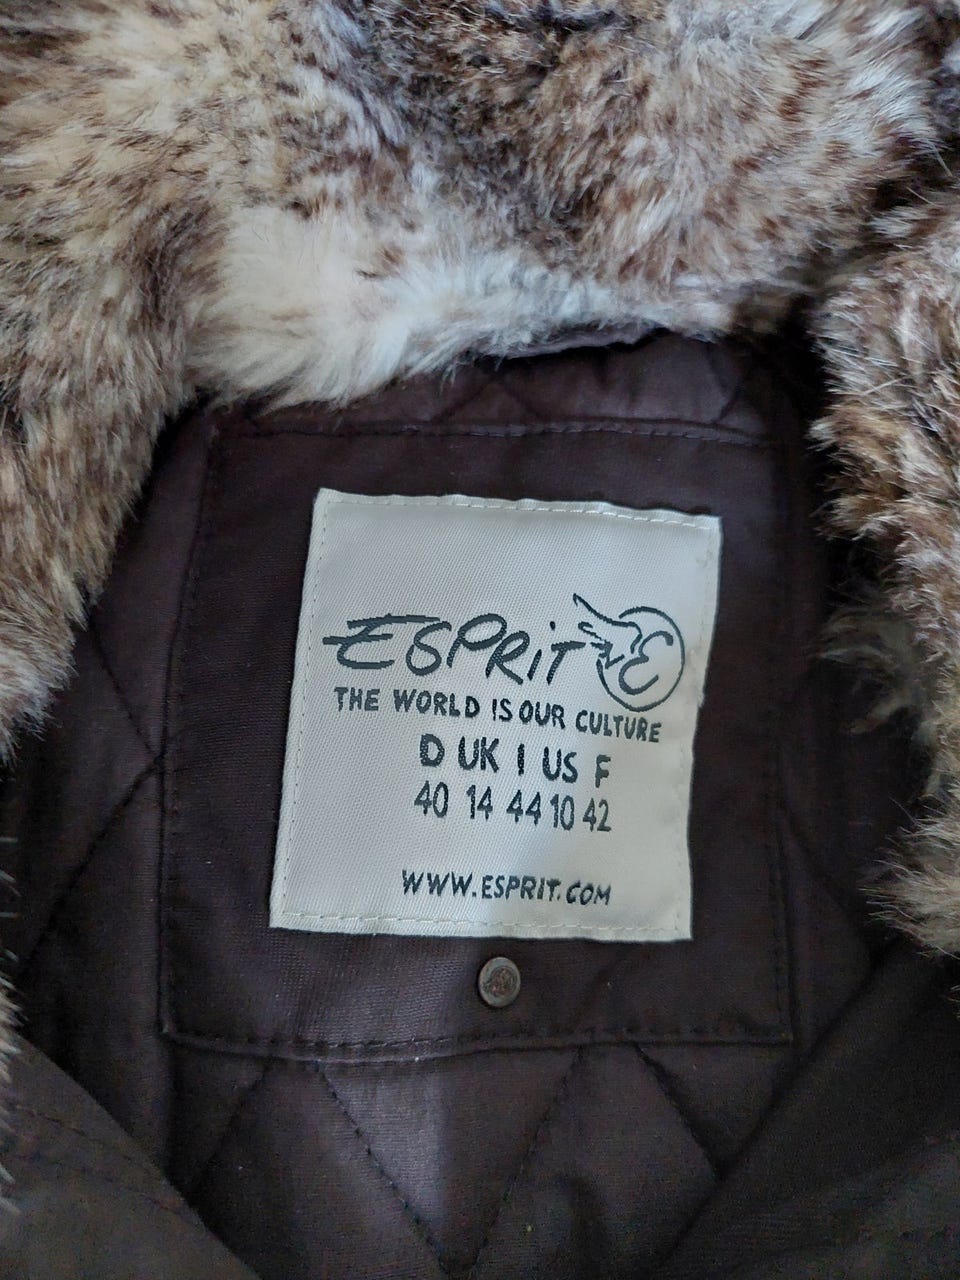 ESPRIT E
THE WORLD IS OUR CULTURE
D UK I US F
40 14 44 10 42
WWW.ESPRIT.COM